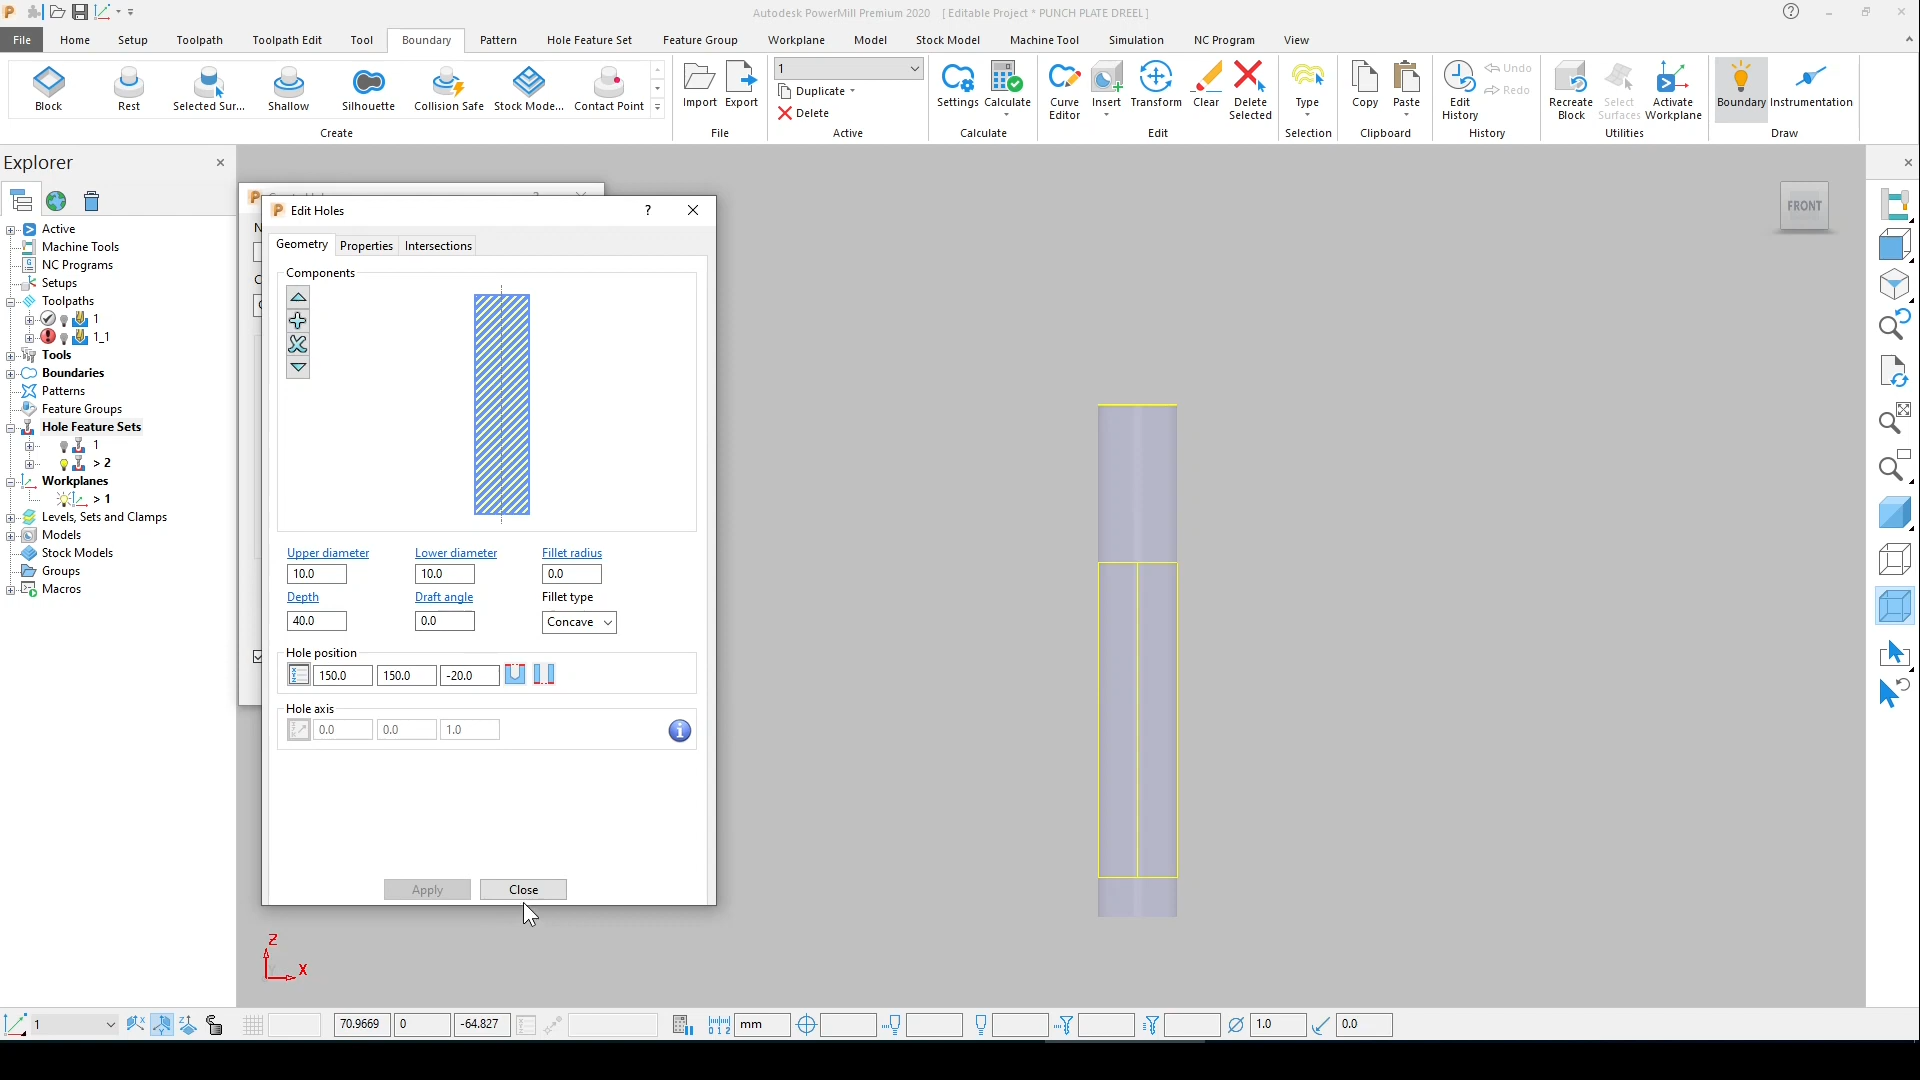 Autodesk PowerMill Premium 2020 [ Editable Project * PUNCH PLATE DREEL ]
File Home Setup Toolpath Toolpath Edit Tool Boundary Pattern Hole Feature Set Feature Group Workplane Model Stock Model Machine Tool Simulation NC Program View
Block Rest Selected Sur... Shallow Silhouette Collision Safe Stock Mode... Contact Point
Create
Import Export
File
1
Duplicate
Delete
Active
Settings Calculate
Calculate
Curve Editor Insert Transform Clear Delete Selected
Edit
Type
Selection
Copy Paste
Clipboard
Edit History Undo
Redo
History
Recreate Block Select Surfaces Activate Workplane
Utilities
Boundary Instrumentation
Draw
Explorer
Active
Machine Tools
NC Programs
Setups
Toolpaths
1
1_1
Tools
Boundaries
Patterns
Feature Groups
Hole Feature Sets
1
> 2
Workplanes
> 1
Levels, Sets and Clamps
Models
Stock Models
Groups
Macros
Edit Holes
?
Geometry Properties Intersections
Components
Upper diameter Lower diameter Fillet radius
10.0 10.0 0.0
Depth Draft angle Fillet type
40.0 0.0 Concave
Hole position
150.0 150.0 -20.0
Hole axis
0.0 0.0 1.0
Apply Close
FRONT
Z
X
1 70.9669 0 -64.827 mm 1.0 0.0